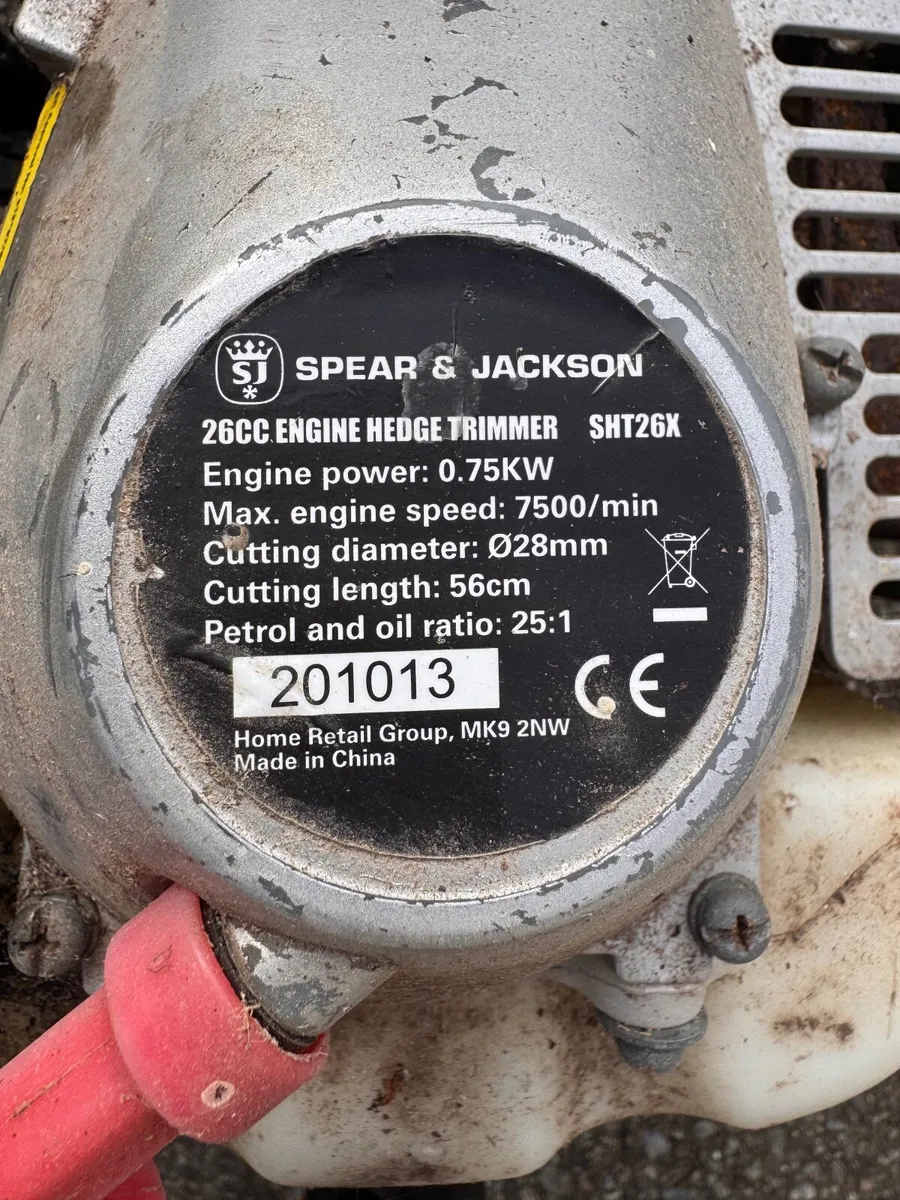 SJ
SPEAR & JACKSON
26CC ENGINE HEDGE TRIMMER SHT26X
Engine power: 0.75KW
Max. engine speed: 7500/min
Cutting diameter: Ø28mm
Cutting length: 56cm
Petrol and oil ratio: 25:1
201013
CE
Home Retail Group, MK9 2NW
Made in China